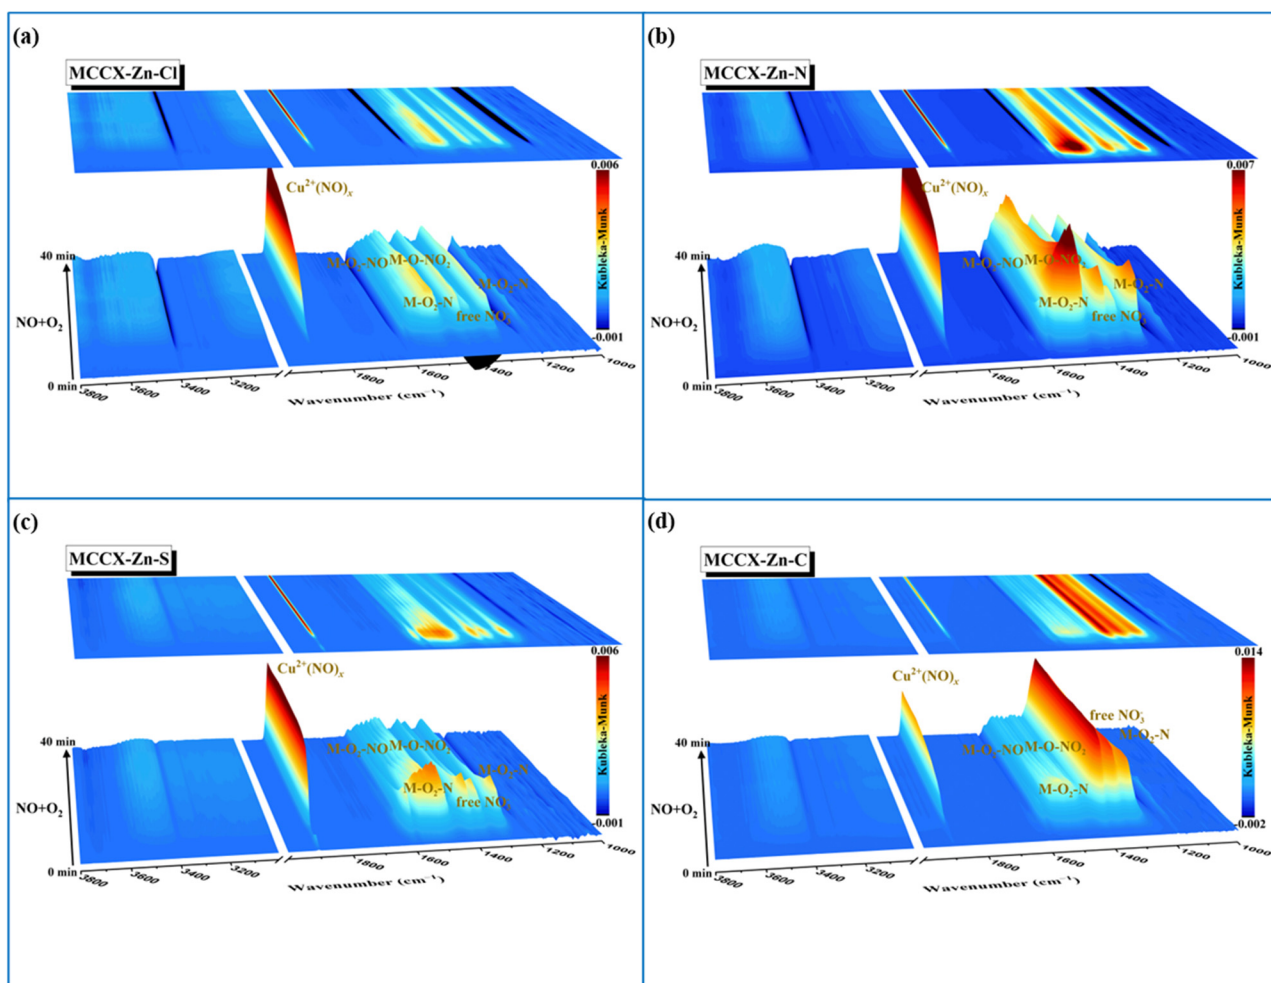 (a)
MCCX-Zn-Cl
0.006
Cu²⁺(NO)ₓ
Kubleka-Munk
40 min
M-O₂-NO
M-O-NO₂
M-O₂-N
M-O₂-N
free NO₃⁻
NO+O₂
-0.001
0 min
3800
3600
3400
3200
1800
1600
1400
1200
1000
Wavenumber (cm⁻¹)
(b)
MCCX-Zn-N
0.007
Cu²⁺(NO)ₓ
Kubleka-Munk
40 min
M-O₂-NO
M-O-NO₂
M-O₂-N
M-O₂-N
free NO₃⁻
NO+O₂
-0.001
0 min
3800
3600
3400
3200
1800
1600
1400
1200
1000
Wavenumber (cm⁻¹)
(c)
MCCX-Zn-S
0.006
Cu²⁺(NO)ₓ
Kubleka-Munk
40 min
M-O₂-NO
M-O-NO₂
M-O₂-N
M-O₂-N
free NO₃⁻
NO+O₂
-0.001
0 min
3800
3600
3400
3200
1800
1600
1400
1200
1000
Wavenumber (cm⁻¹)
(d)
MCCX-Zn-C
0.014
Cu²⁺(NO)ₓ
Kubleka-Munk
free NO₃⁻
40 min
M-O₂-N
M-O₂-NO
M-O-NO₂
M-O₂-N
NO+O₂
-0.002
0 min
3800
3600
3400
3200
1800
1600
1400
1200
1000
Wavenumber (cm⁻¹)